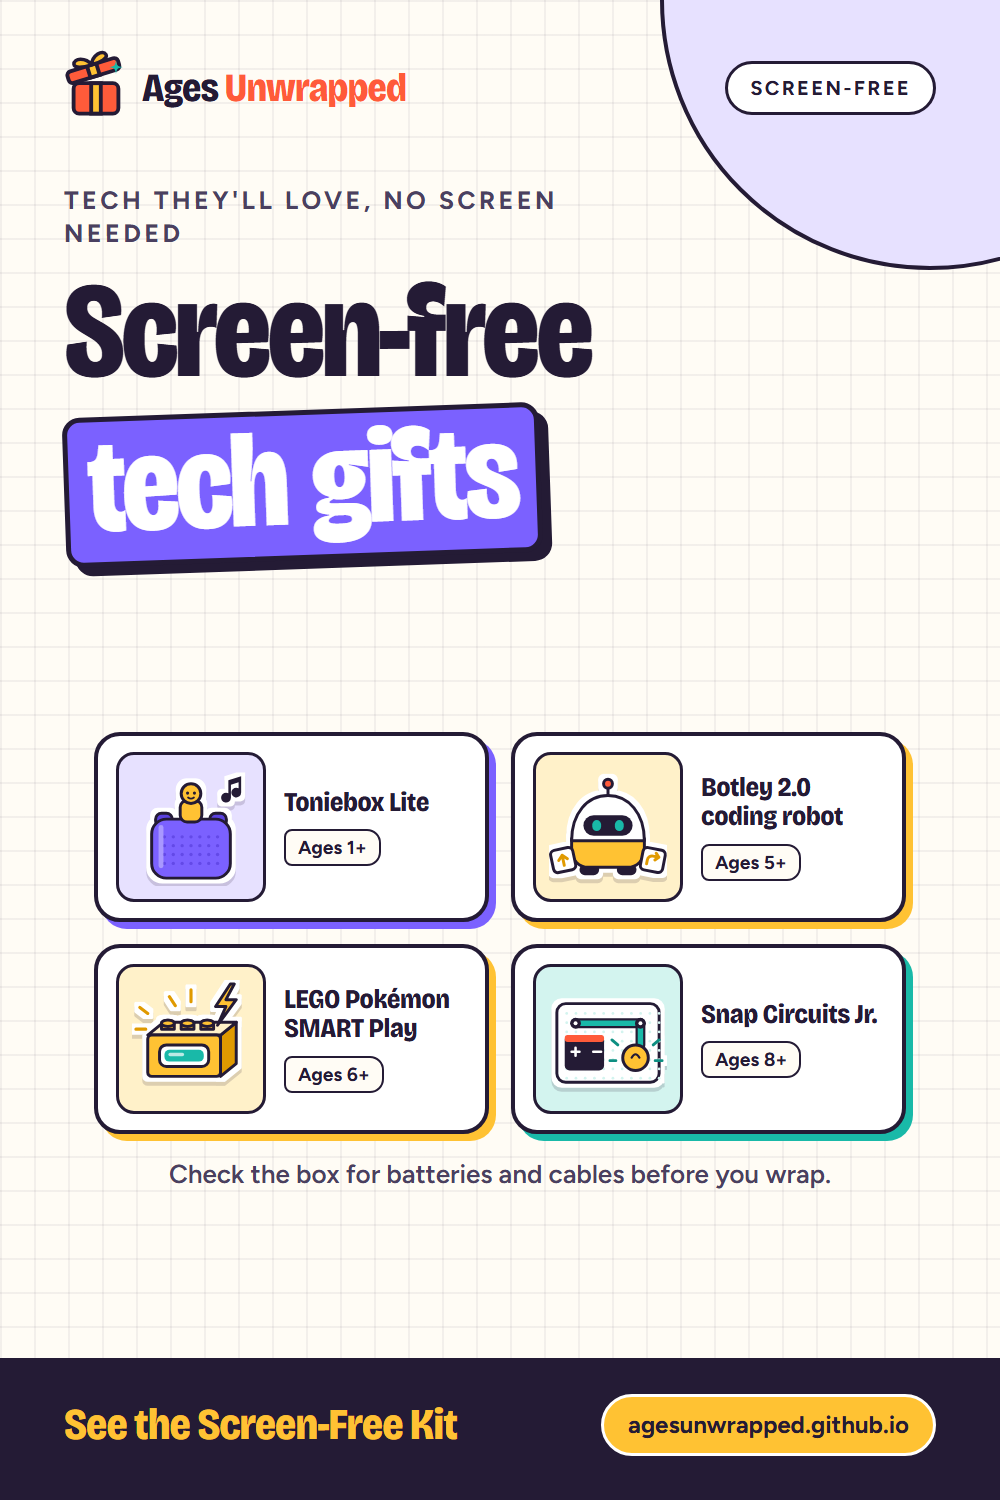 Ages Unwrapped
SCREEN-FREE
TECH THEY'LL LOVE, NO SCREEN
NEEDED
Screen-free
tech gifts
Toniebox Lite
Ages 1+
Botley 2.0
coding robot
Ages 5+
LEGO Pokémon
SMART Play
Ages 6+
Snap Circuits Jr.
Ages 8+
Check the box for batteries and cables before you wrap.
See the Screen-Free Kit
agesunwrapped.github.io